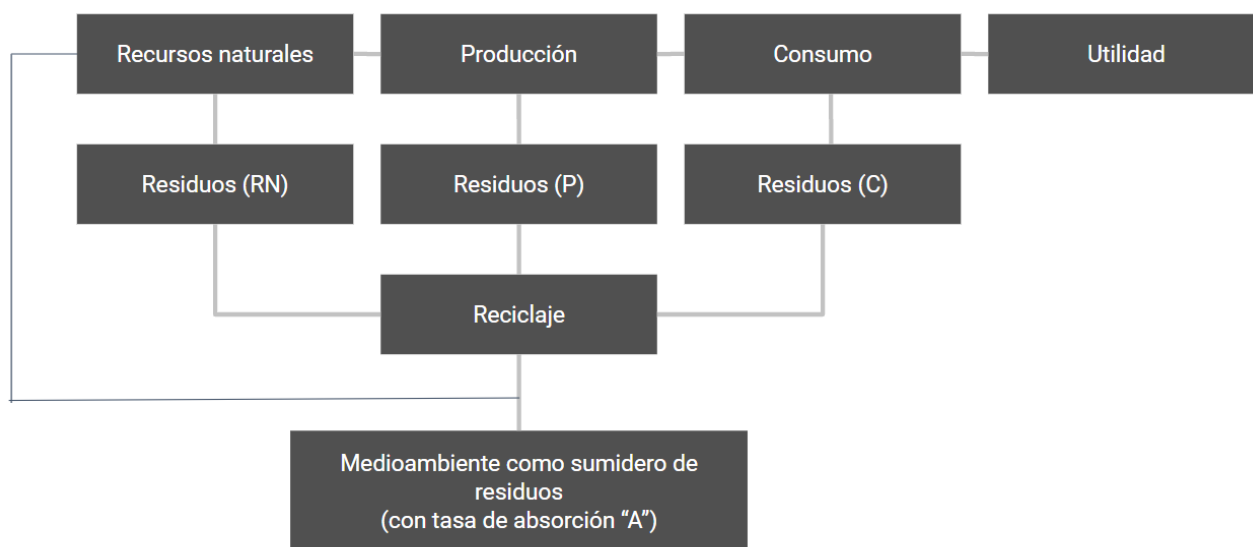 Recursos naturales
Producción
Consumo
Utilidad
Residuos (RN)
Residuos (P)
Residuos (C)
Reciclaje
Medioambiente como sumidero de
residuos
(con tasa de absorción “A”)